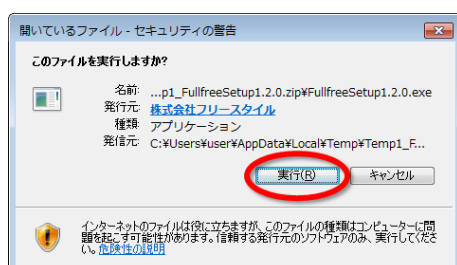 開いているファイル - セキュリティの警告
このファイルを実行しますか?
名前: ...p1_FullfreeSetup1.2.0.zip¥FullfreeSetup1.2.0.exe
発行元: 株式会社フリースタイル
種類: アプリケーション
発信元: C:¥Users¥user¥AppData¥Local¥Temp¥Temp1_F...
実行(R) キャンセル
インターネットのファイルは役に立ちますが、このファイルの種類はコンピューターに問
題を起こす可能性があります。信頼する発行元のソフトウェアのみ、実行してくださ
い。危険性の説明